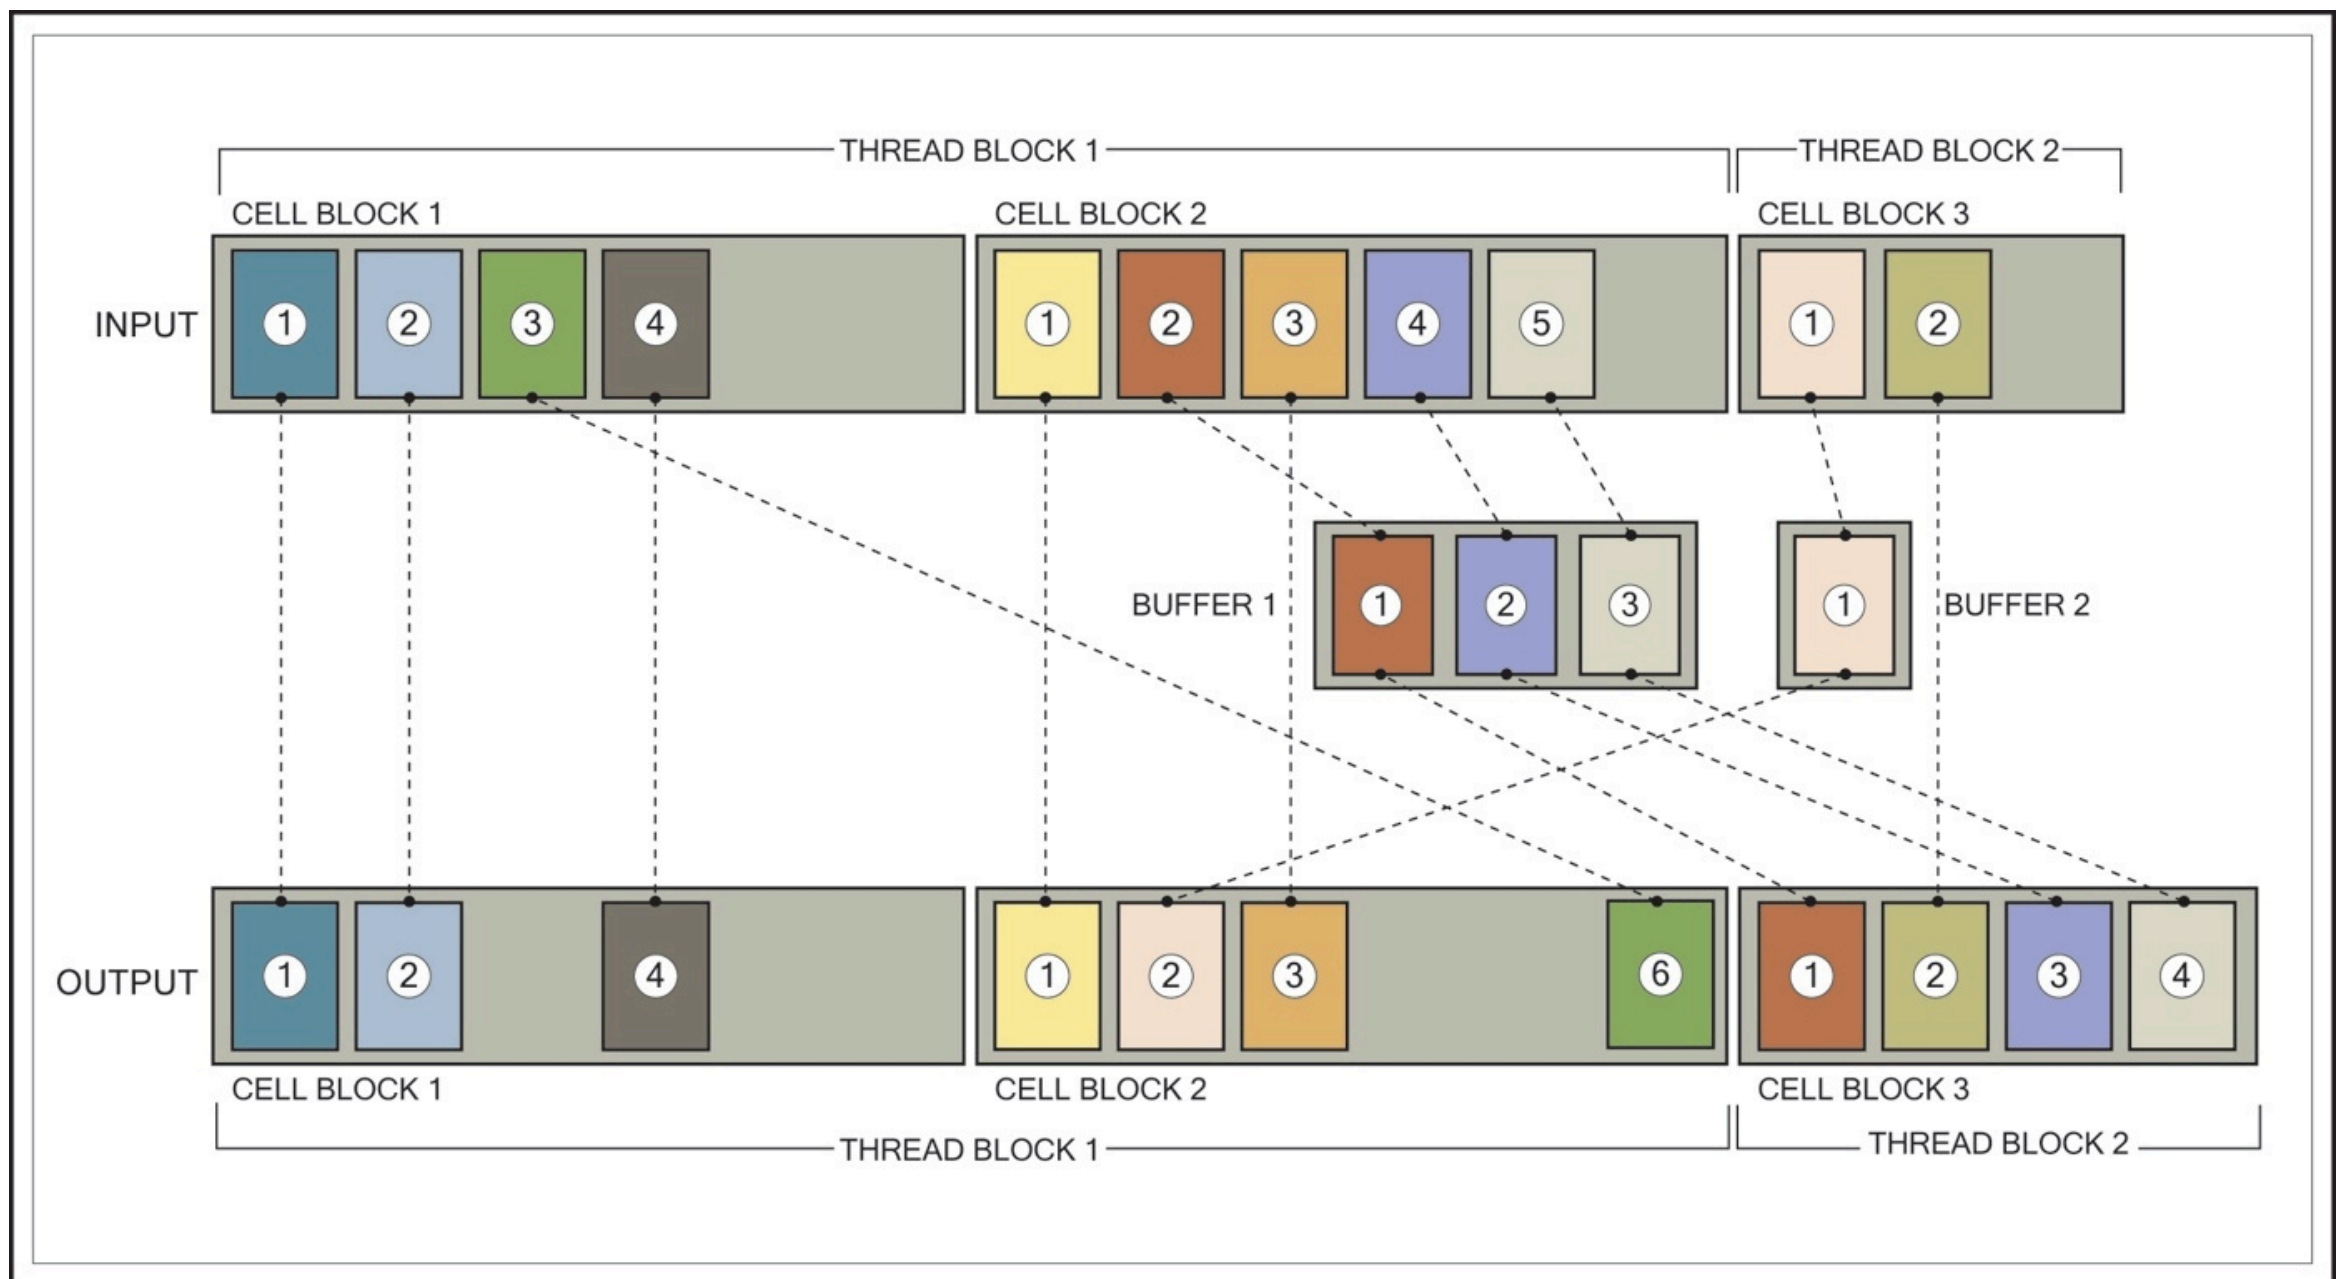 THREAD BLOCK 1 THREAD BLOCK 2
CELL BLOCK 1 CELL BLOCK 2 CELL BLOCK 3
INPUT 1 2 3 4 1 2 3 4 5 1 2
BUFFER 1 1 2 3 1 BUFFER 2
OUTPUT 1 2 4 1 2 3 6 1 2 3 4
CELL BLOCK 1 CELL BLOCK 2 CELL BLOCK 3
THREAD BLOCK 1 THREAD BLOCK 2